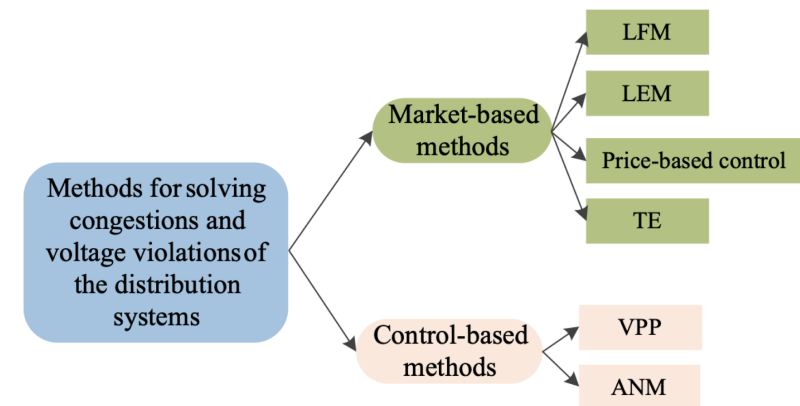 Methods for solving
congestions and
voltage violations of
the distribution
systems
Market-based
methods
LFM
LEM
Price-based control
TE
Control-based
methods
VPP
ANM